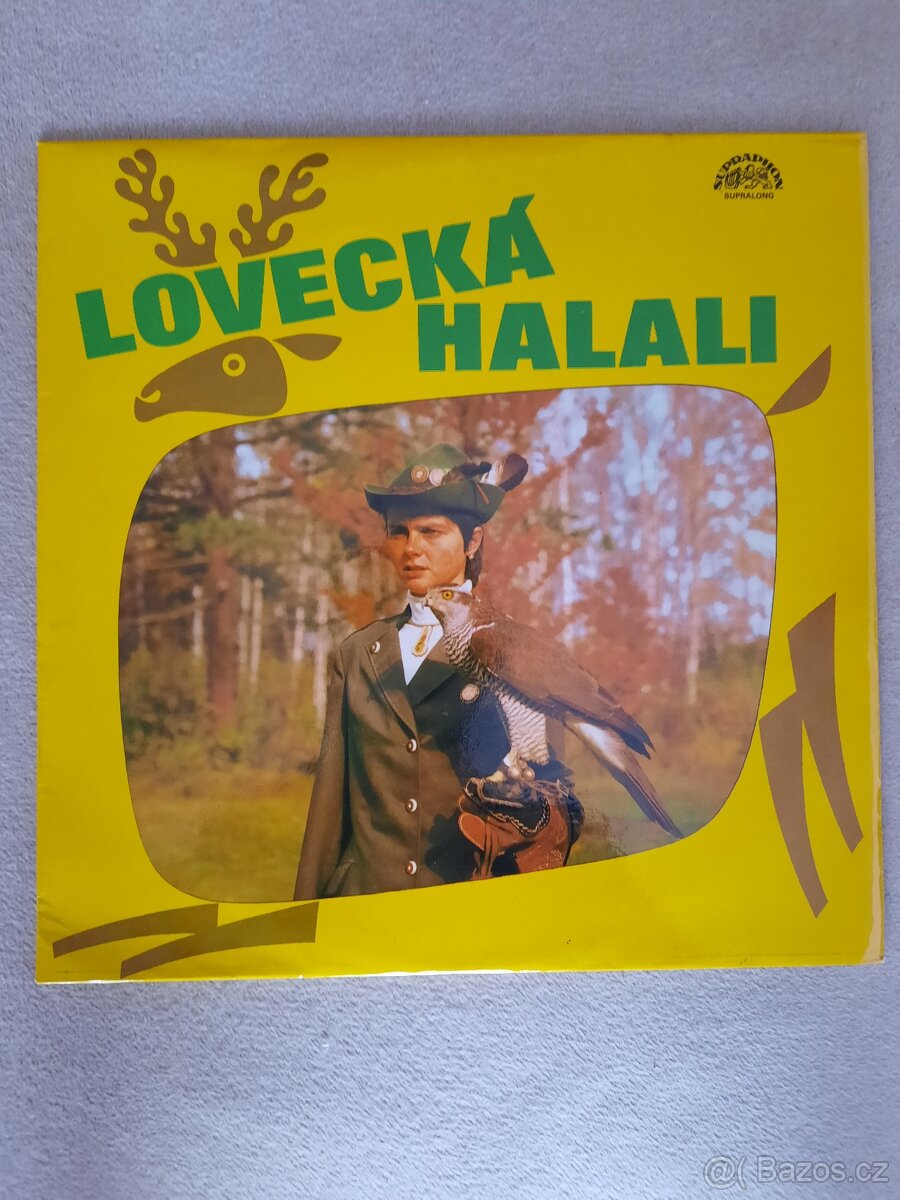 SUPRAPHON
SUPRALONG
LOVECKÁ
HALALI
@( Bazos.cz